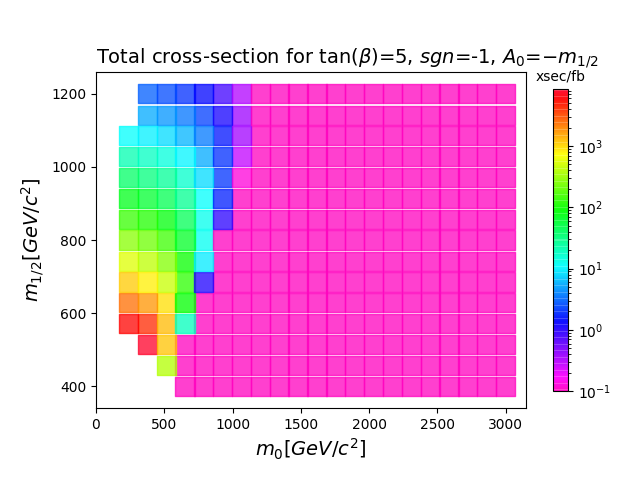 Total cross-section for tan(β)=5, sgn=-1, A₀=−m₁/₂
xsec/fb
10³
10²
10¹
10⁰
10⁻¹
1200
1000
800
600
400
m₁/₂[GeV/c²]
0 500 1000 1500 2000 2500 3000
m₀[GeV/c²]